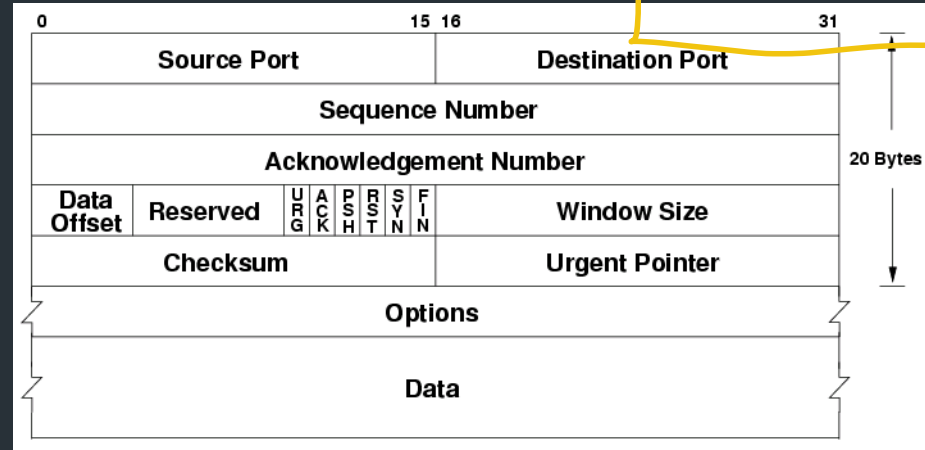 0 15 16 31
Source Port Destination Port
Sequence Number
Acknowledgement Number
20 Bytes
Data Offset Reserved URG ACK PSH RST SYN FIN Window Size
Checksum Urgent Pointer
Options
Data